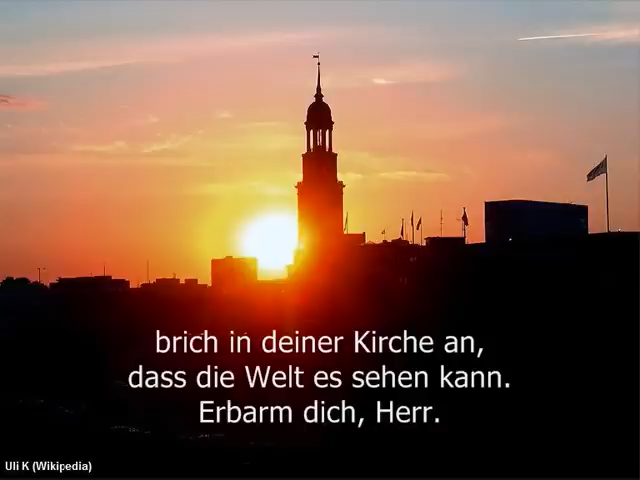 brich in deiner Kirche an,
dass die Welt es sehen kann.
Erbarm dich, Herr.
Uli K (Wikipedia)